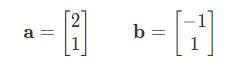 a = [2 1] b = [−1 1]